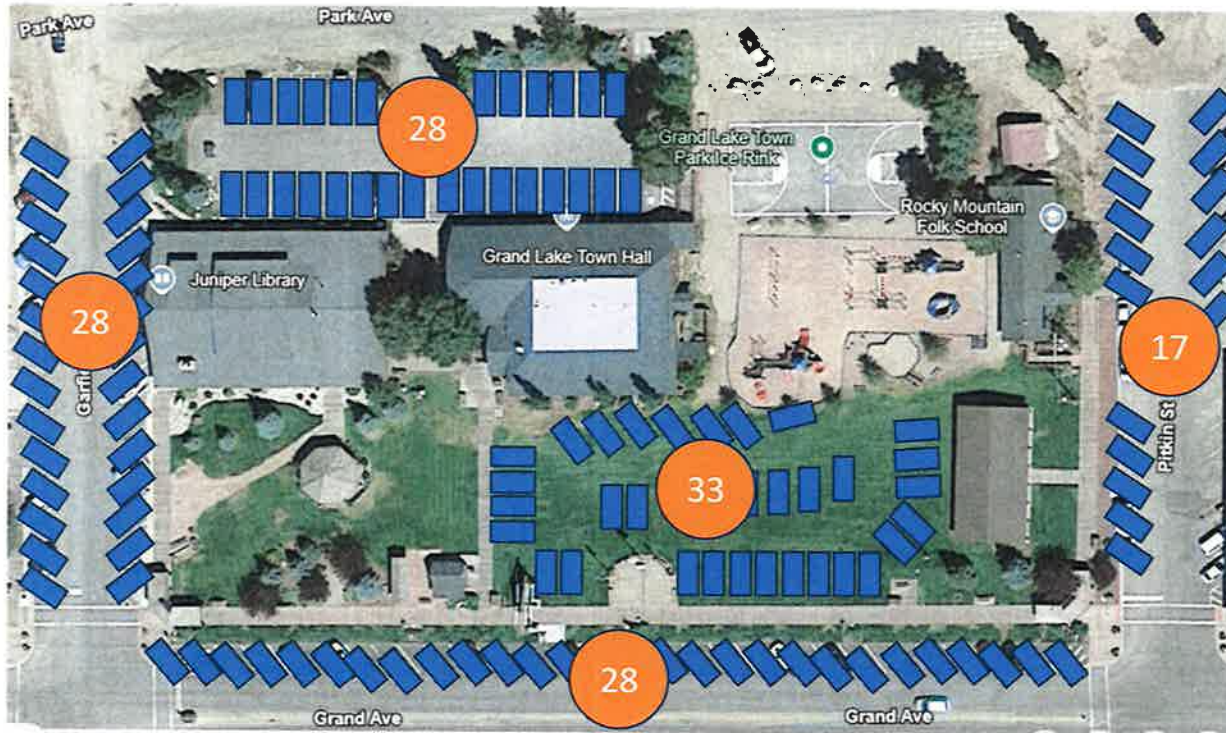 Park Ave
Park Ave
28
Grand Lake Town
Park Ice Rink
Rocky Mountain
Folk School
Grand Lake Town Hall
Juniper Library
28
17
Pitkin St
33
28
Grand Ave
Grand Ave